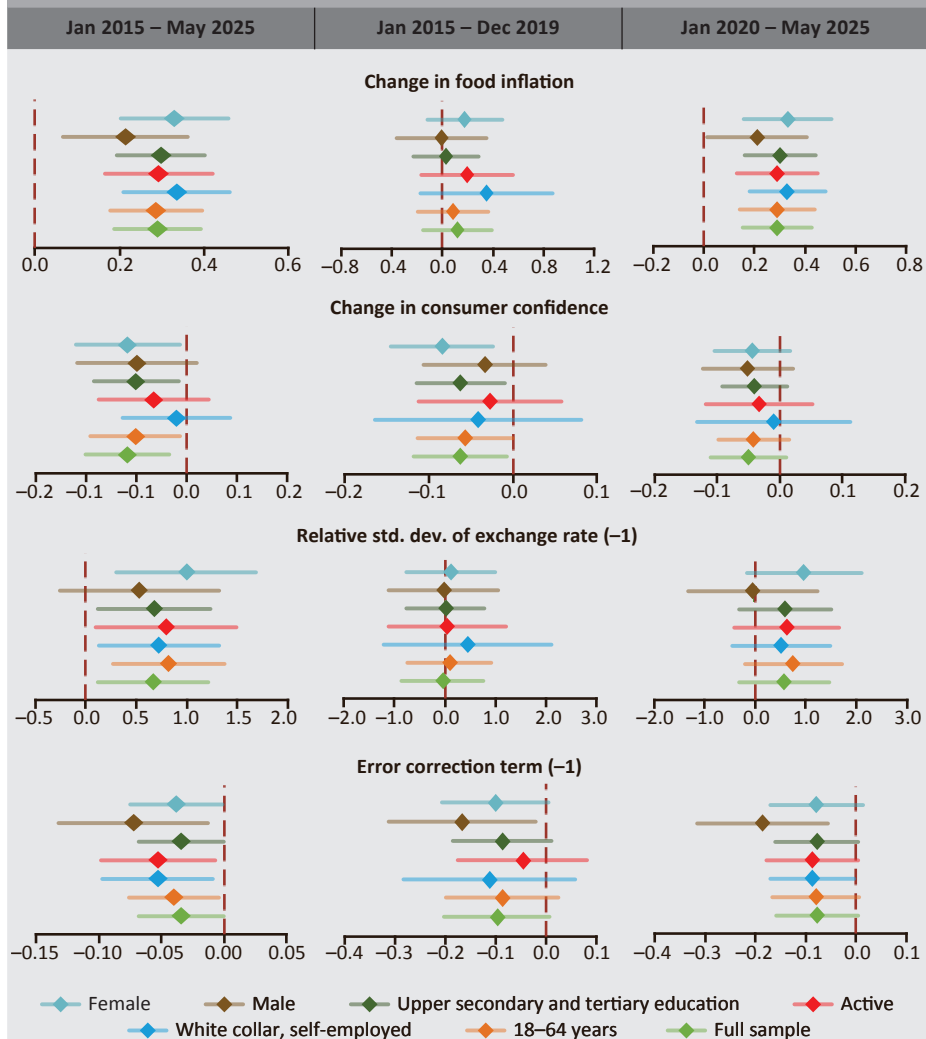 Jan 2015 – May 2025 Jan 2015 – Dec 2019 Jan 2020 – May 2025
Change in food inflation
0.0 0.2 0.4 0.6 –0.8 0.4 0.0 0.4 0.8 1.2 –0.2 0.0 0.2 0.4 0.6 0.8
Change in consumer confidence
–0.2 –0.1 0.0 0.2 0.2 –0.2 –0.1 0.0 0.1 –0.2 –0.1 0.0 0.1 0.2
Relative std. dev. of exchange rate (–1)
–0.5 0.0 0.5 1.0 1.5 2.0 –2.0 –1.0 0.0 1.0 2.0 3.0 –2.0 –1.0 0.0 1.0 2.0 3.0
Error correction term (–1)
–0.15 –0.10 –0.05 0.00 0.05 –0.4 –0.3 –0.2 –0.1 0.0 0.1 –0.4 –0.3 –0.2 –0.1 0.0 0.1
Female Male Upper secondary and tertiary education Active
White collar, self-employed 18–64 years Full sample